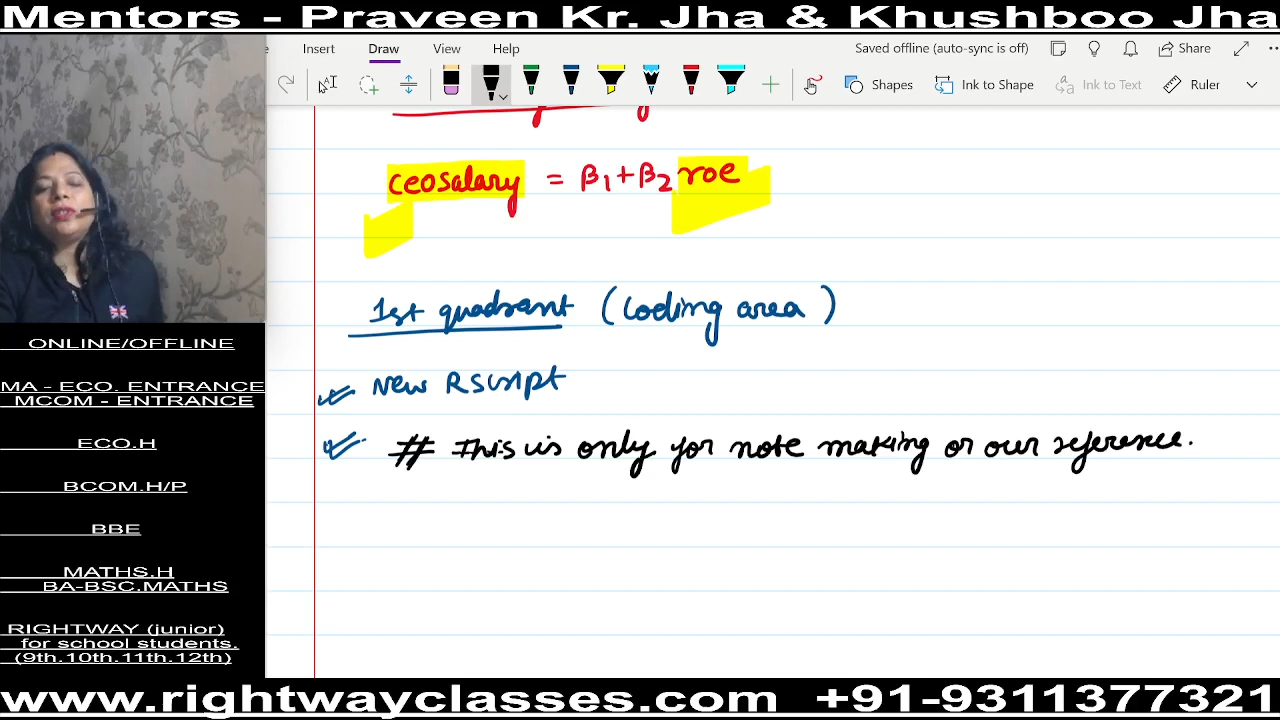 Mentors - Praveen Kr. Jha & Khushboo Jha
Insert Draw View Help Saved offline (auto-sync is off) Share
Shapes Ink to Shape Ink to Text Ruler
ceosalary = β1+β2 roe
1st quadrant (Coding area)
New Rscript
# This is only for note making or our reference.
ONLINE/OFFLINE
MA - ECO. ENTRANCE
MCOM - ENTRANCE
ECO.H
BCOM.H/P
BBE
MATHS.H
BA-BSC.MATHS
RIGHTWAY (junior)
for school students.
(9th.10th.11th.12th)
www.rightwayclasses.com +91-9311377321